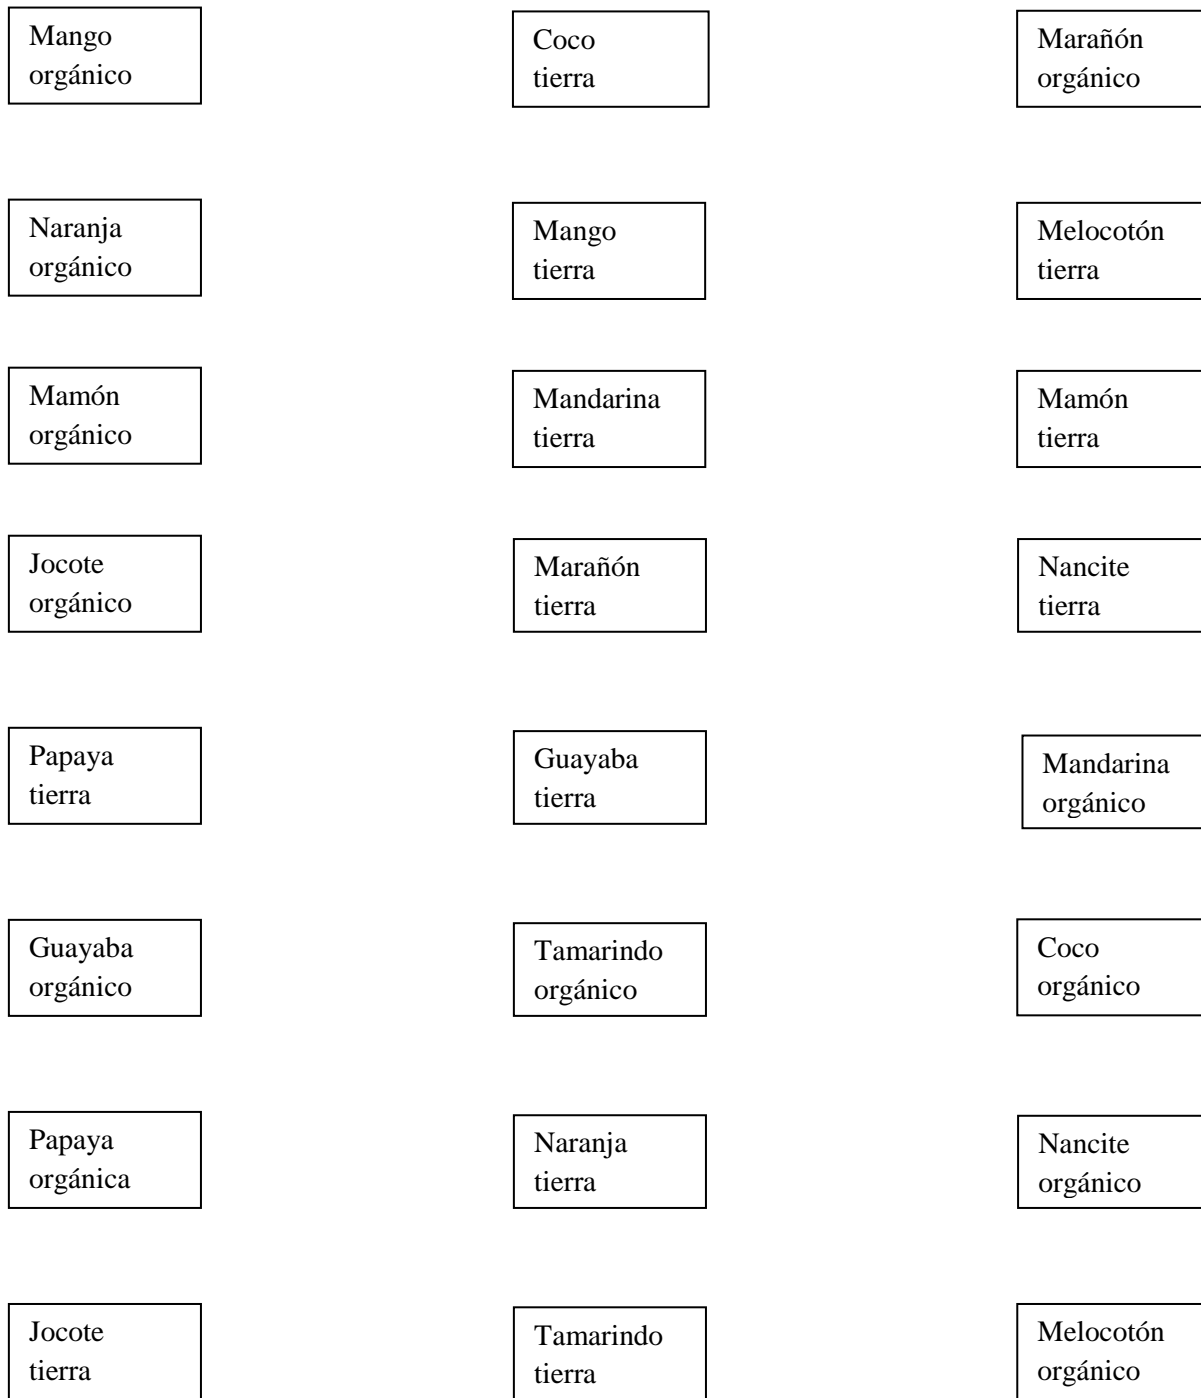 Mango
orgánico
Coco
tierra
Marañón
orgánico
Naranja
orgánico
Mango
tierra
Melocotón
tierra
Mamón
orgánico
Mandarina
tierra
Mamón
tierra
Jocote
orgánico
Marañón
tierra
Nancite
tierra
Papaya
tierra
Guayaba
tierra
Mandarina
orgánico
Guayaba
orgánico
Tamarindo
orgánico
Coco
orgánico
Papaya
orgánica
Naranja
tierra
Nancite
orgánico
Jocote
tierra
Tamarindo
tierra
Melocotón
orgánico